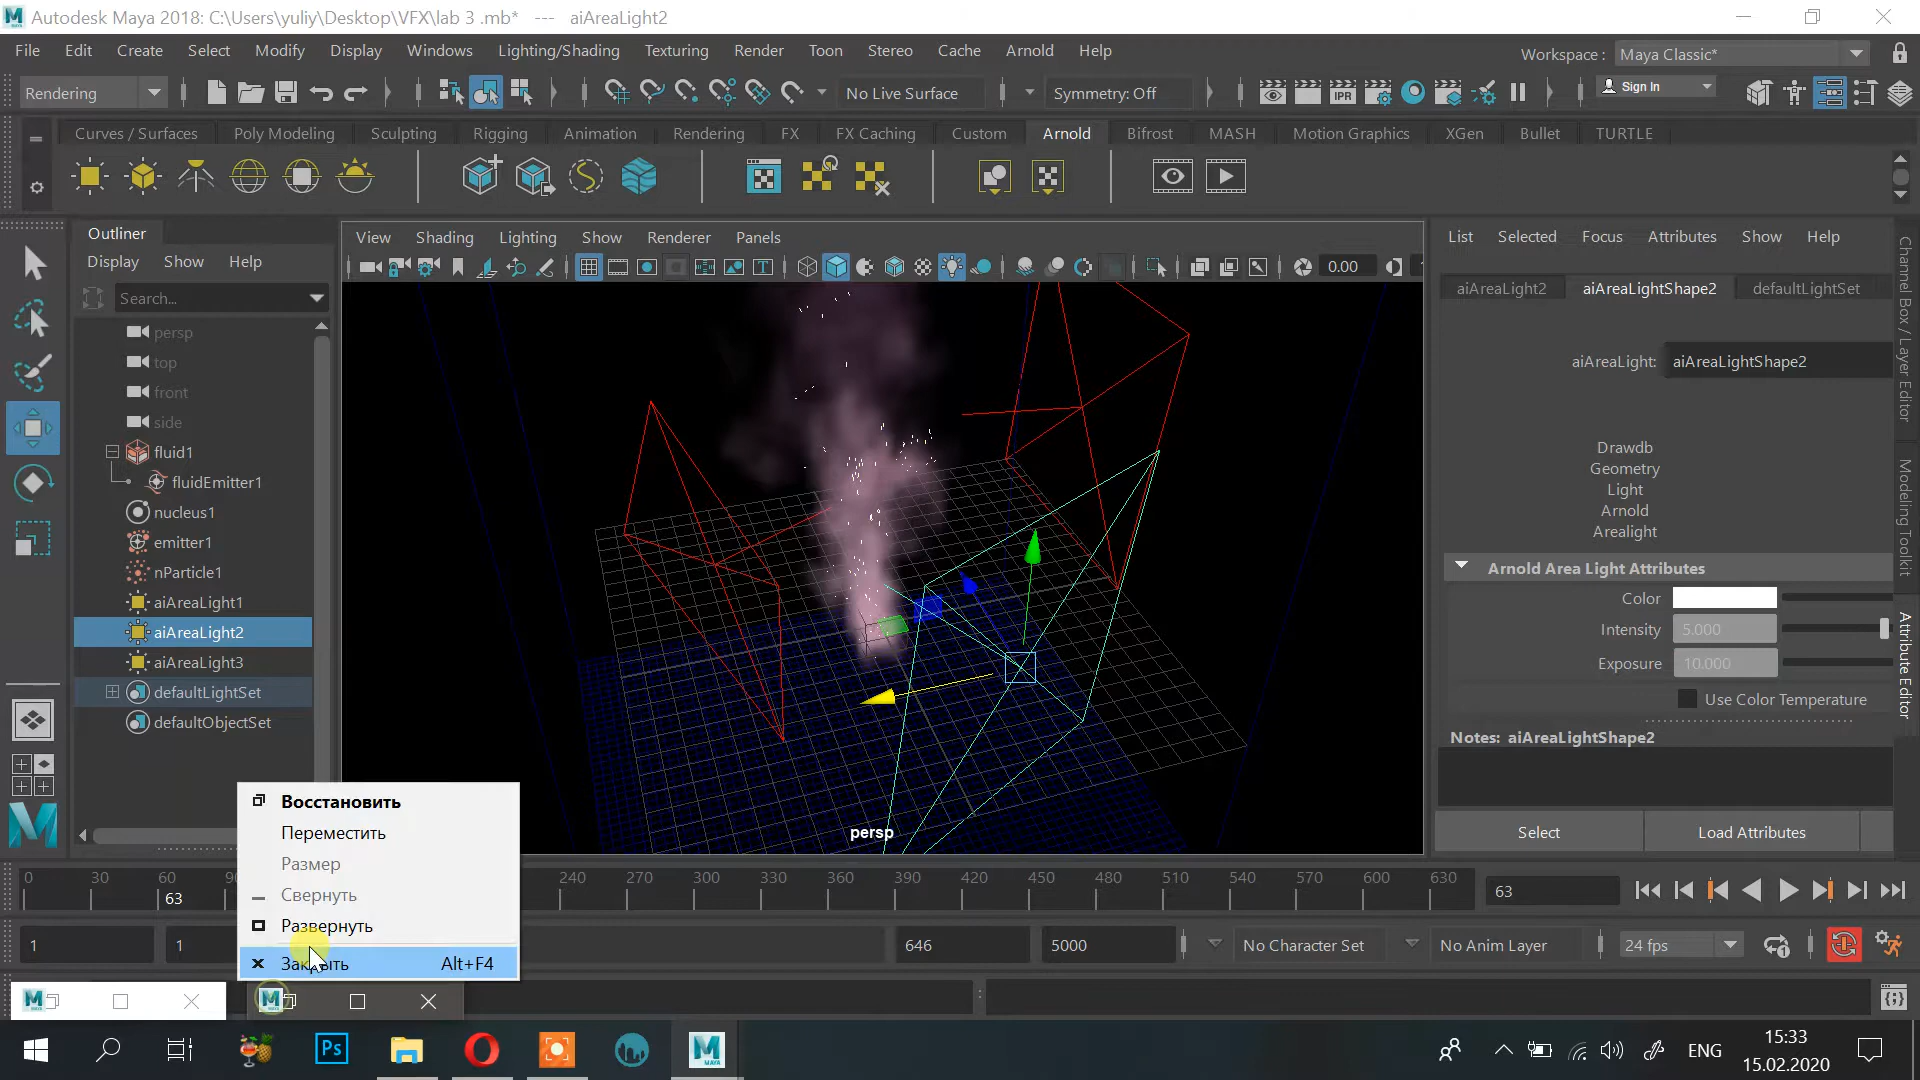 Autodesk Maya 2018: C:\Users\yuliy\Desktop\VFX\lab 3 .mb*   ---   aiAreaLight2
File Edit Create Select Modify Display Windows Lighting/Shading Texturing Render Toon Stereo Cache Arnold Help
Workspace : Maya Classic*
Rendering
No Live Surface
Symmetry: Off
IPR
Sign In
Curves / Surfaces Poly Modeling Sculpting Rigging Animation Rendering FX FX Caching Custom Arnold Bifrost MASH Motion Graphics XGen Bullet TURTLE
Outliner
Display Show Help
Search...
persp
top
front
side
fluid1
fluidEmitter1
nucleus1
emitter1
nParticle1
aiAreaLight1
aiAreaLight2
aiAreaLight3
defaultLightSet
defaultObjectSet
View Shading Lighting Show Renderer Panels
0.00
persp
List Selected Focus Attributes Show Help
aiAreaLight2 aiAreaLightShape2 defaultLightSet
aiAreaLight: aiAreaLightShape2
Drawdb
Geometry
Light
Arnold
Arealight
Arnold Area Light Attributes
Color
Intensity 5.000
Exposure 10.000
Use Color Temperature
Notes: aiAreaLightShape2
Select Load Attributes
Channel Box / Layer Editor
Modeling Toolkit
Attribute Editor
Восстановить
Переместить
Размер
Свернуть
Развернуть
Закрыть Alt+F4
0 30 60 240 270 300 330 360 390 420 450 480 510 540 570 600 630
63
63
1 1 646 5000 No Character Set No Anim Layer 24 fps
MAYA
Ps
MAYA
ENG
15:33
15.02.2020